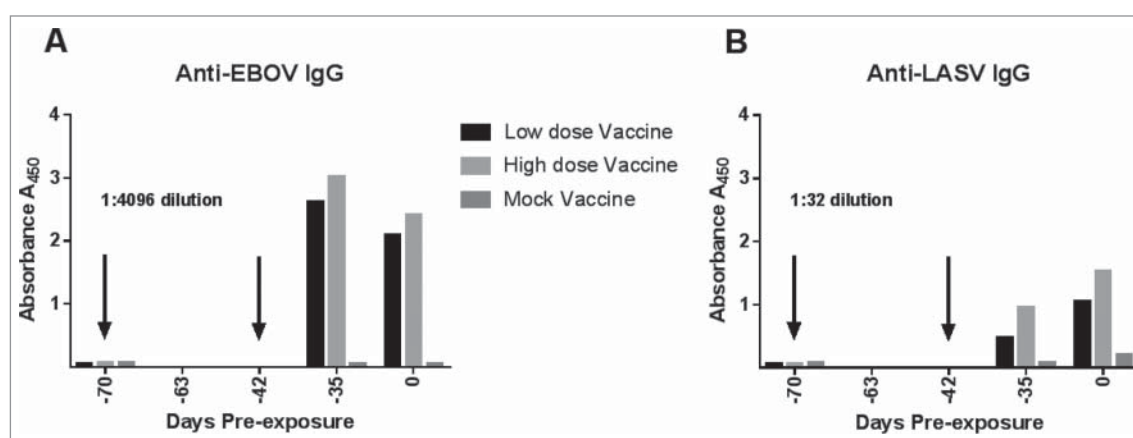 A
Anti-EBOV IgG
4
3
2
1
Absorbance A450
1:4096 dilution
-70
-63
-42
-35
0
Days Pre-exposure
Low dose Vaccine
High dose Vaccine
Mock Vaccine
B
Anti-LASV IgG
4
3
2
1
Absorbance A450
1:32 dilution
-70
-63
-42
-35
0
Days Pre-exposure